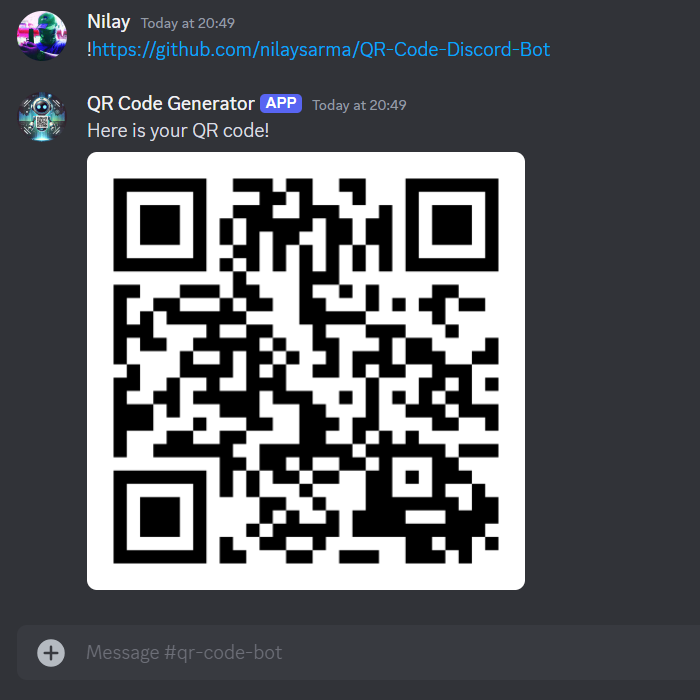 Nilay Today at 20:49
!https://github.com/nilaysarma/QR-Code-Discord-Bot
QR Code Generator APP Today at 20:49
Here is your QR code!
Message #qr-code-bot